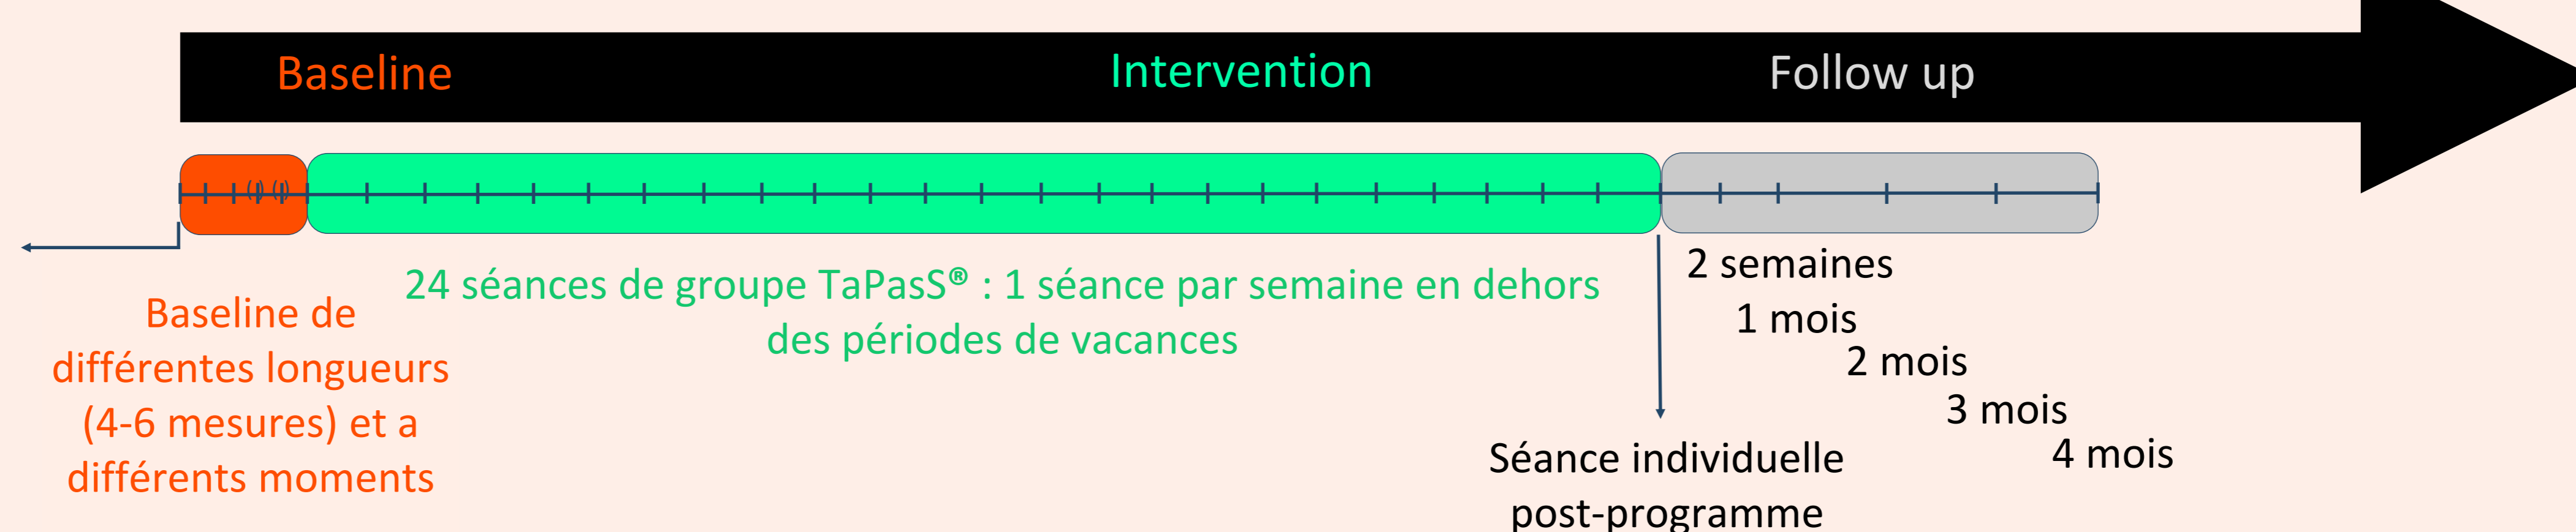 Baseline
Intervention
Follow up
() ()
24 séances de groupe TaPasS® : 1 séance par semaine en dehors
des périodes de vacances
Baseline de
différentes longueurs
(4-6 mesures) et a
différents moments
2 semaines
1 mois
2 mois
3 mois
4 mois
Séance individuelle
post-programme